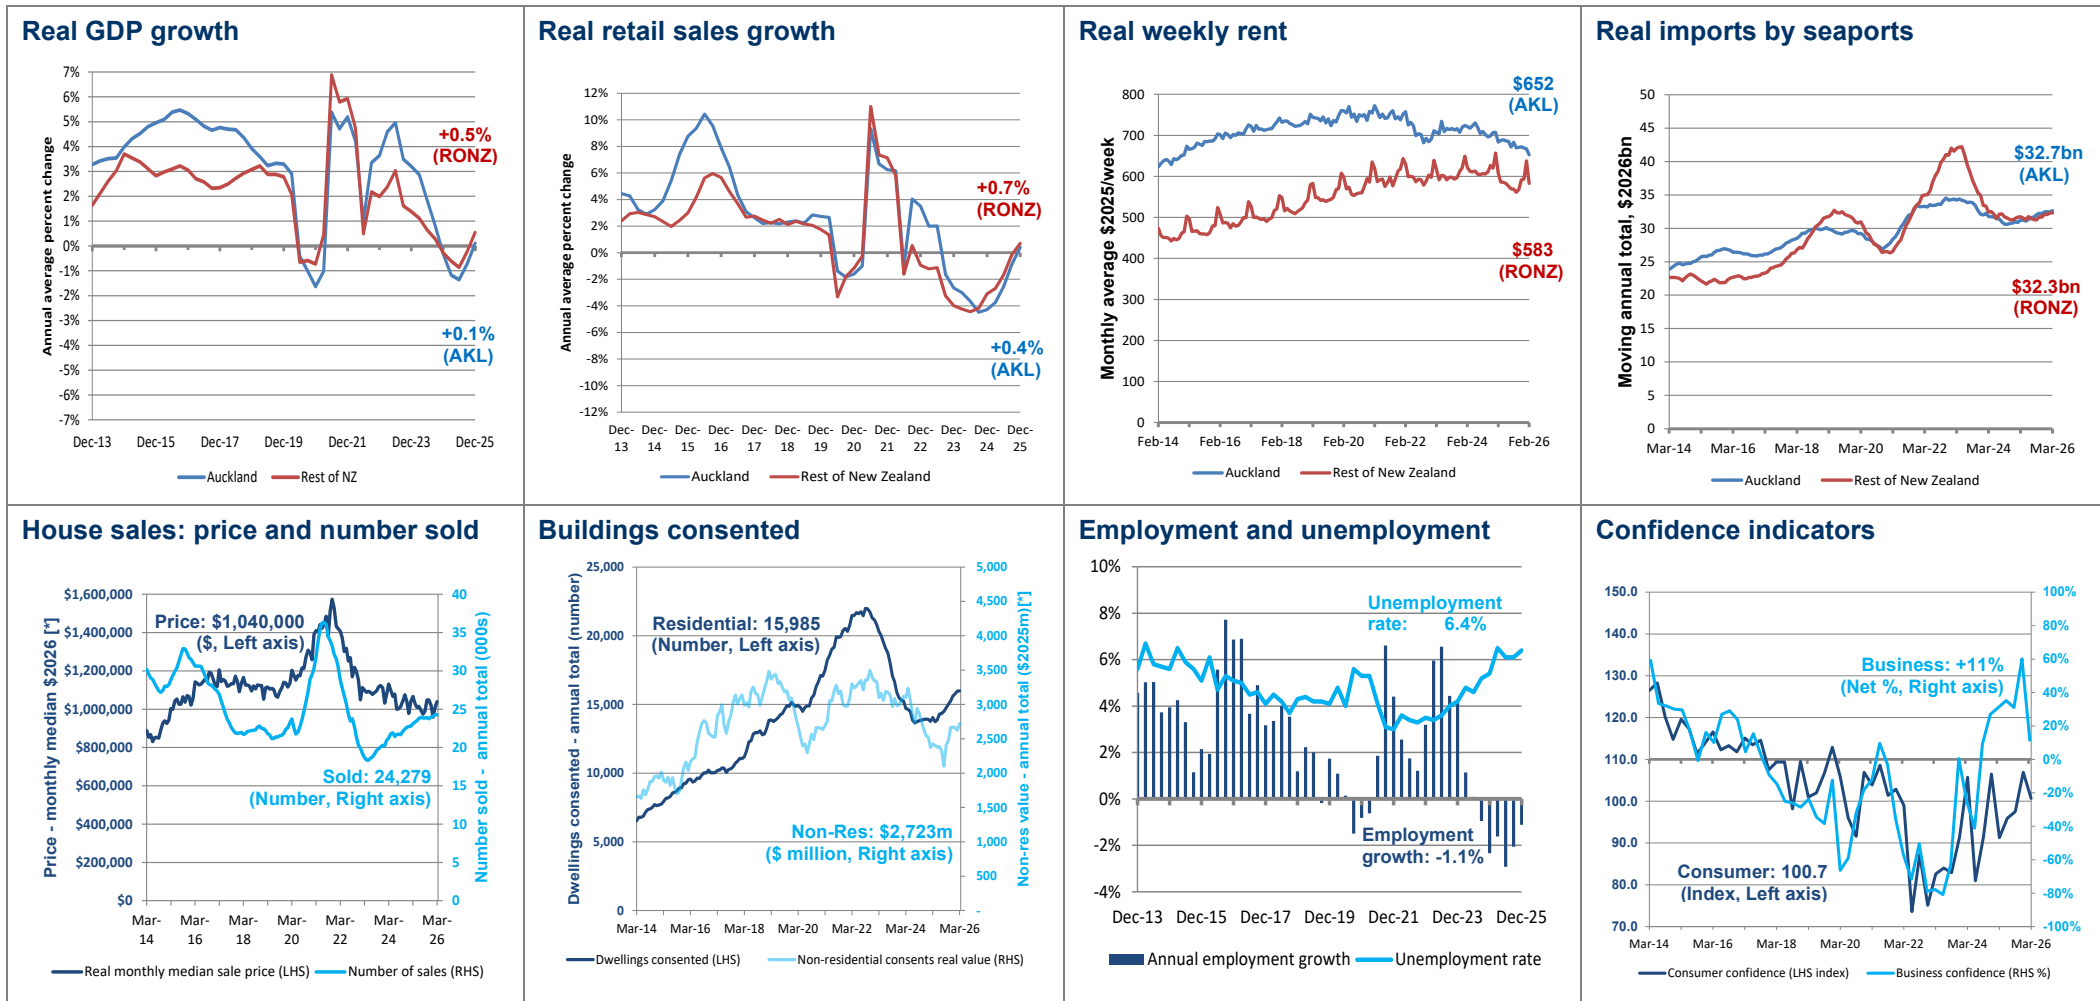 Real GDP growth
Annual average percent change
7%
6%
5%
4%
3%
2%
1%
0%
-1%
-2%
-3%
-4%
-5%
-6%
-7%
+0.5%
(RONZ)
+0.1%
(AKL)
Dec-13 Dec-15 Dec-17 Dec-19 Dec-21 Dec-23 Dec-25
Auckland Rest of NZ
Real retail sales growth
Annual average percent change
12%
10%
8%
6%
4%
2%
0%
-2%
-4%
-6%
-8%
-10%
-12%
+0.7%
(RONZ)
+0.4%
(AKL)
Dec- Dec- Dec- Dec- Dec- Dec- Dec- Dec- Dec- Dec- Dec- Dec- Dec-
13 14 15 16 17 18 19 20 21 22 23 24 25
Auckland Rest of New Zealand
Real weekly rent
Monthly average $2025/week
800
700
600
500
400
300
200
100
0
$652
(AKL)
$583
(RONZ)
Feb-14 Feb-16 Feb-18 Feb-20 Feb-22 Feb-24 Feb-26
Auckland Rest of New Zealand
Real imports by seaports
Moving annual total, $2026bn
50
45
40
35
30
25
20
15
10
5
0
$32.7bn
(AKL)
$32.3bn
(RONZ)
Mar-14 Mar-16 Mar-18 Mar-20 Mar-22 Mar-24 Mar-26
Auckland Rest of New Zealand
House sales: price and number sold
Price - monthly median $2026 [*]
$1,600,000
$1,400,000
$1,200,000
$1,000,000
$800,000
$600,000
$400,000
$200,000
$0
Price: $1,040,000
($, Left axis)
Sold: 24,279
(Number, Right axis)
40
35
30
25
20
15
10
5
0
Number sold - annual total (000s)
Mar- Mar- Mar- Mar- Mar- Mar- Mar-
14 16 18 20 22 24 26
Real monthly median sale price (LHS) Number of sales (RHS)
Buildings consented
Dwellings consented - annual total (number)
25,000
20,000
15,000
10,000
5,000
0
Residential: 15,985
(Number, Left axis)
Non-Res: $2,723m
($ million, Right axis)
5,000
4,500
4,000
3,500
3,000
2,500
2,000
1,500
1,000
500
-
Non-res value - annual total ($2025m)[*]
Mar-14 Mar-16 Mar-18 Mar-20 Mar-22 Mar-24 Mar-26
Dwellings consented (LHS) Non-residential consents real value (RHS)
Employment and unemployment
10%
8%
6%
4%
2%
0%
-2%
-4%
Unemployment
rate: 6.4%
Employment
growth: -1.1%
Dec-13 Dec-15 Dec-17 Dec-19 Dec-21 Dec-23 Dec-25
Annual employment growth Unemployment rate
Confidence indicators
150.0
140.0
130.0
120.0
110.0
100.0
90.0
80.0
70.0
Business: +11%
(Net %, Right axis)
Consumer: 100.7
(Index, Left axis)
100%
80%
60%
40%
20%
0%
-20%
-40%
-60%
-80%
-100%
Mar-14 Mar-16 Mar-18 Mar-20 Mar-22 Mar-24 Mar-26
Consumer confidence (LHS index) Business confidence (RHS %)